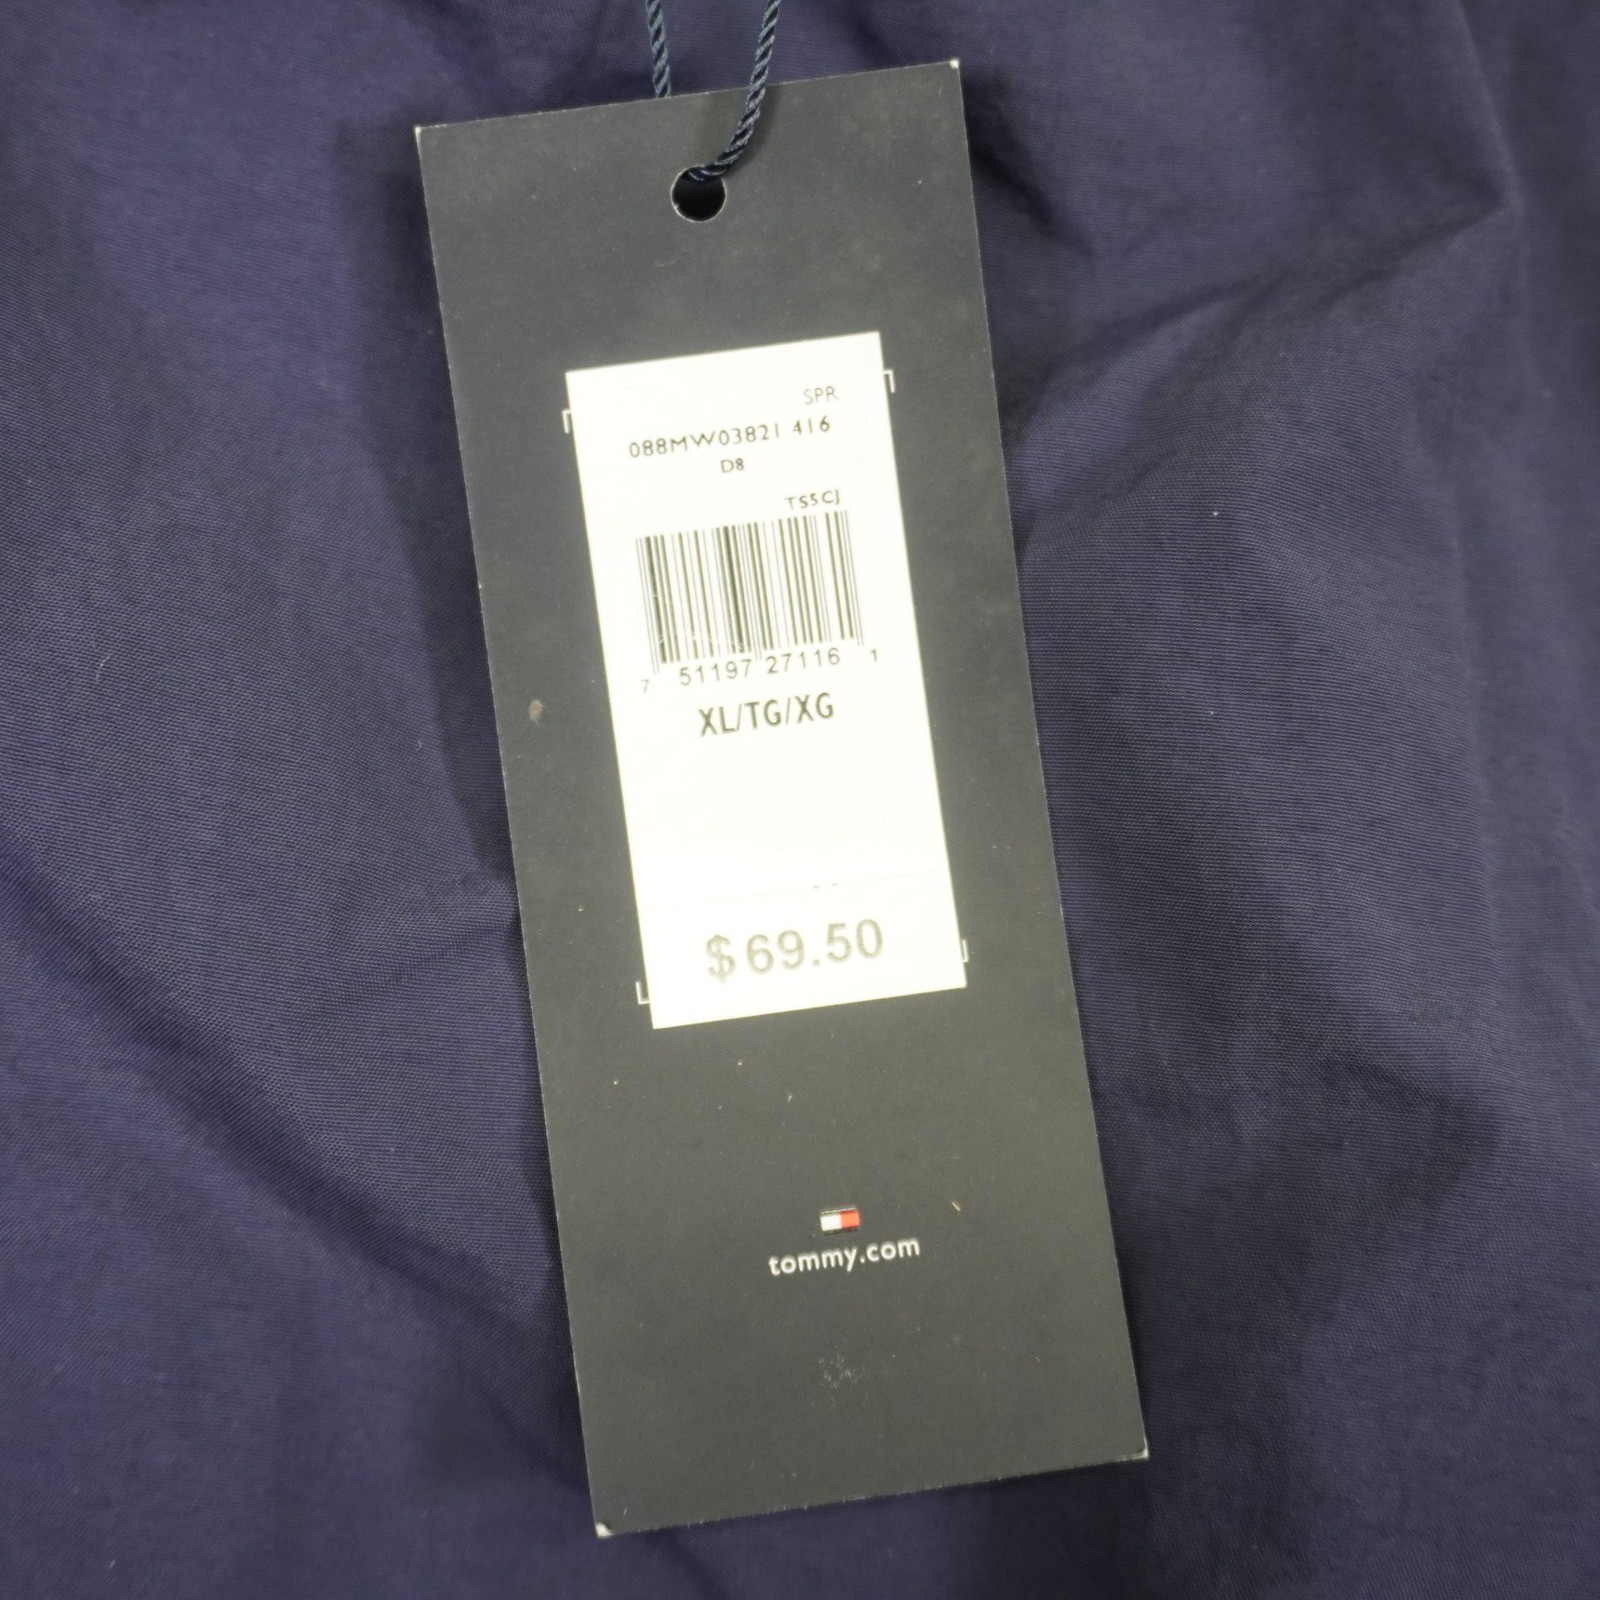 SPR
088MW03821 416
D8
TS5CJ
7 51197 27116 1
XL/TG/XG
$69.50
tommy.com